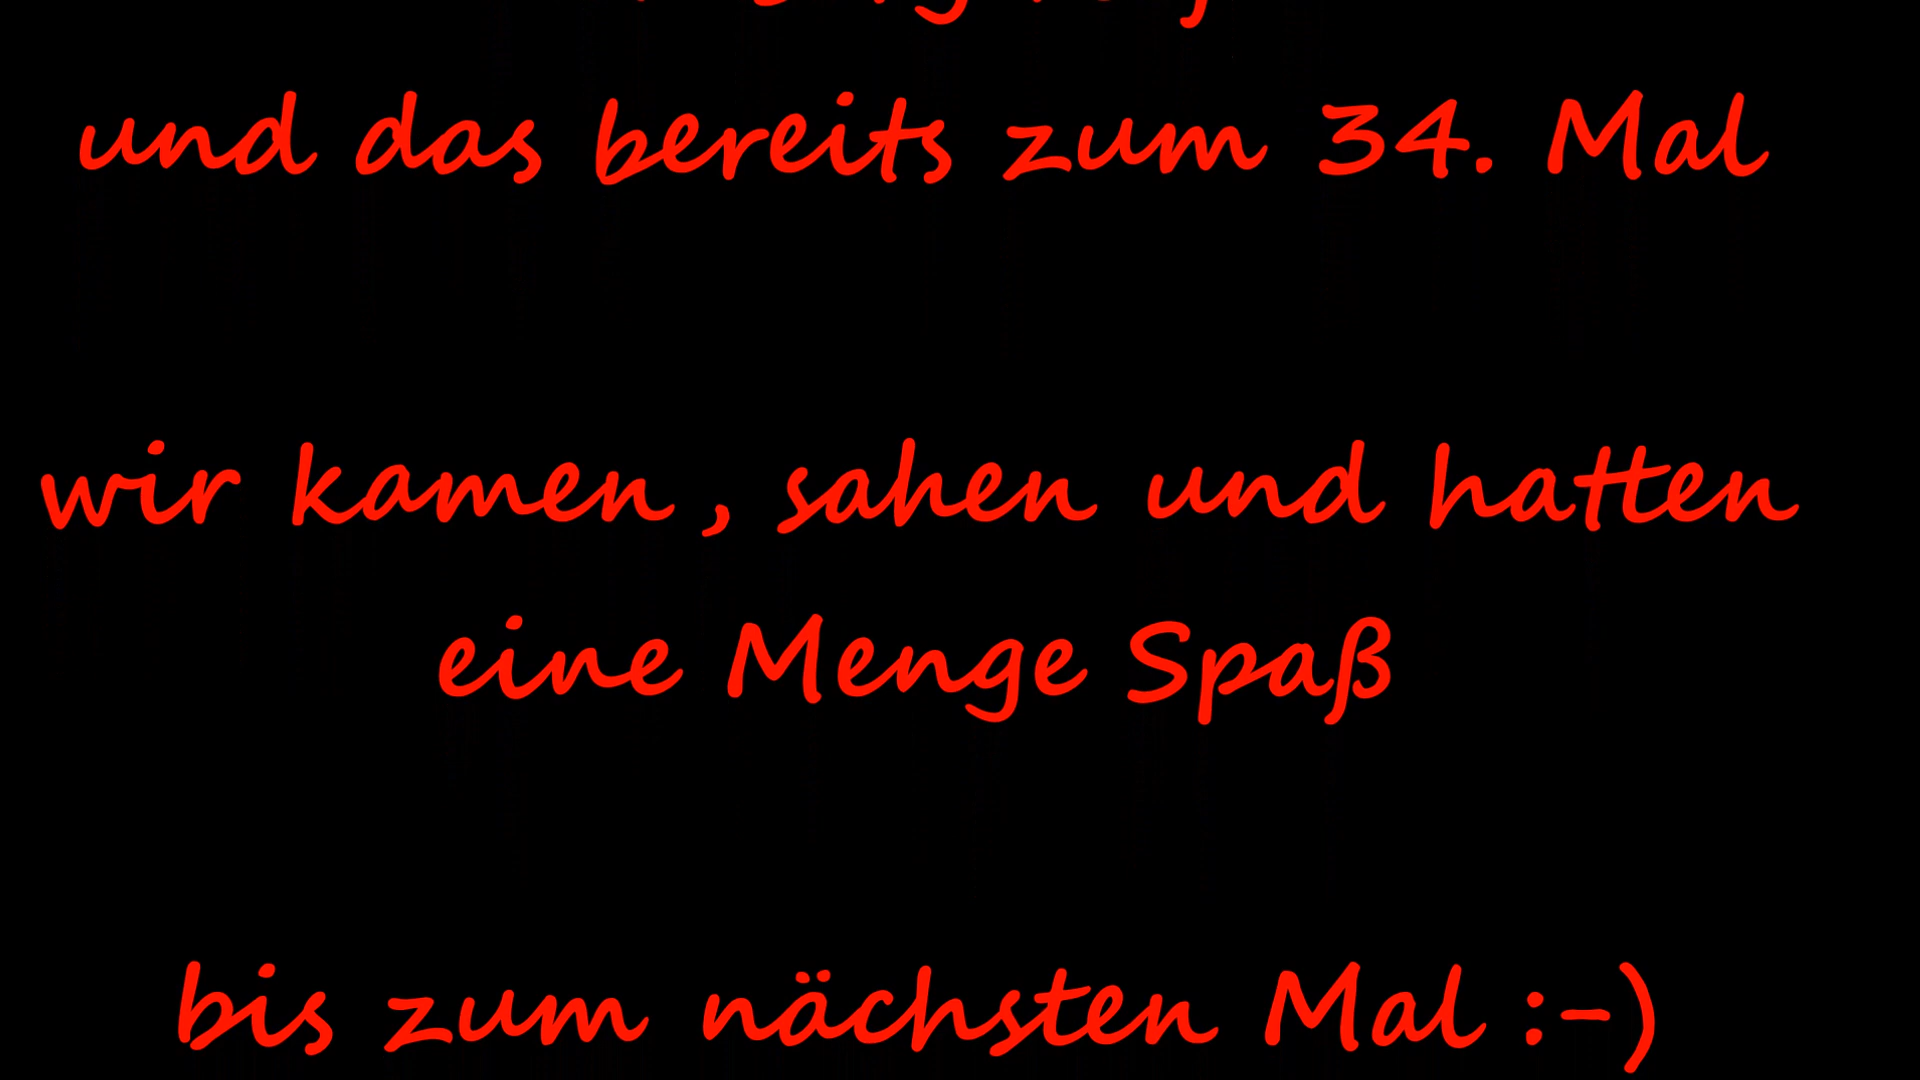 und das bereits zum 34. Mal
wir kamen , sahen und hatten
eine Menge Spaß
bis zum nächsten Mal :-)